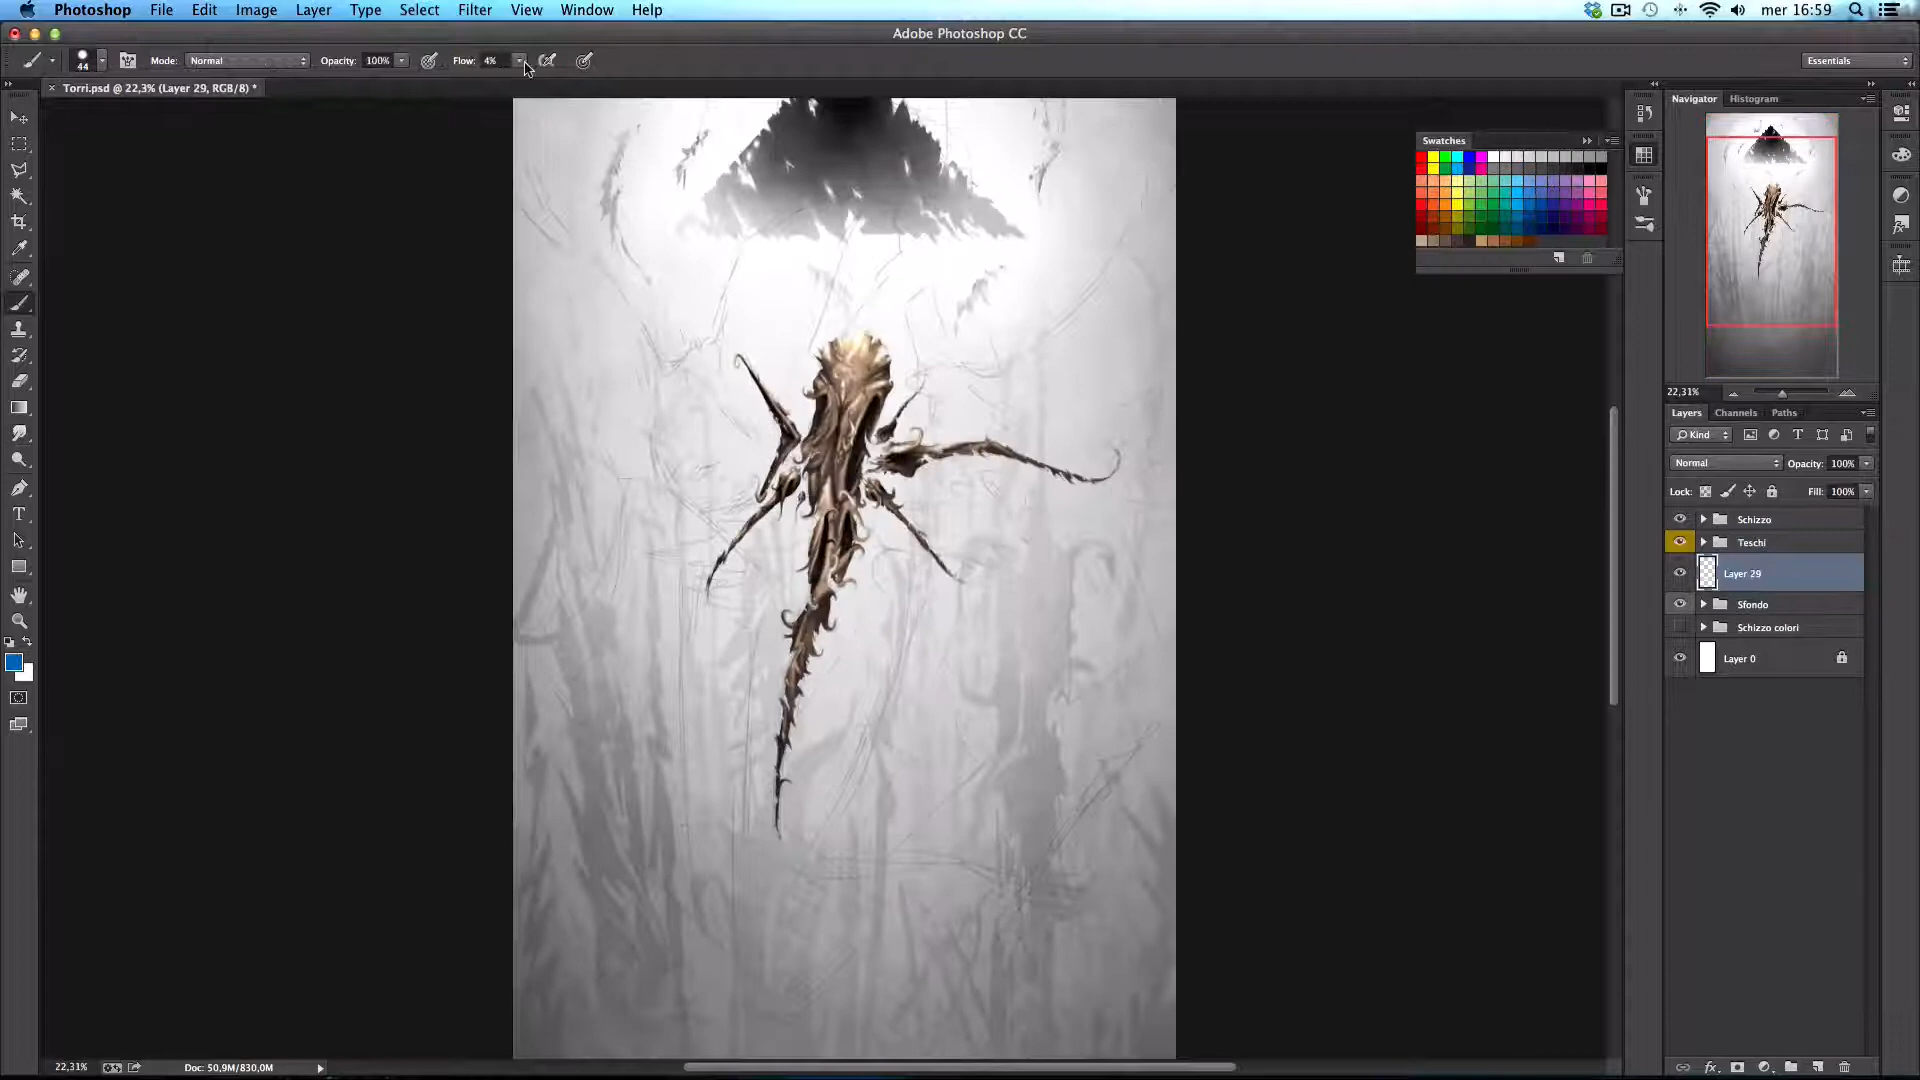 Photoshop File Edit Image Layer Type Select Filter View Window Help mer 16:59
Adobe Photoshop CC
44 Mode: Normal Opacity: 100% Flow: 4% Essentials
× Torri.psd @ 22,3% (Layer 29, RGB/8) *
Navigator Histogram
Swatches
22,31%
Layers Channels Paths
Kind
Normal Opacity: 100%
Lock: Fill: 100%
Schizzo
Teschi
Layer 29
Sfondo
Schizzo colori
Layer 0
22,31% Doc: 50,9M/830,0M